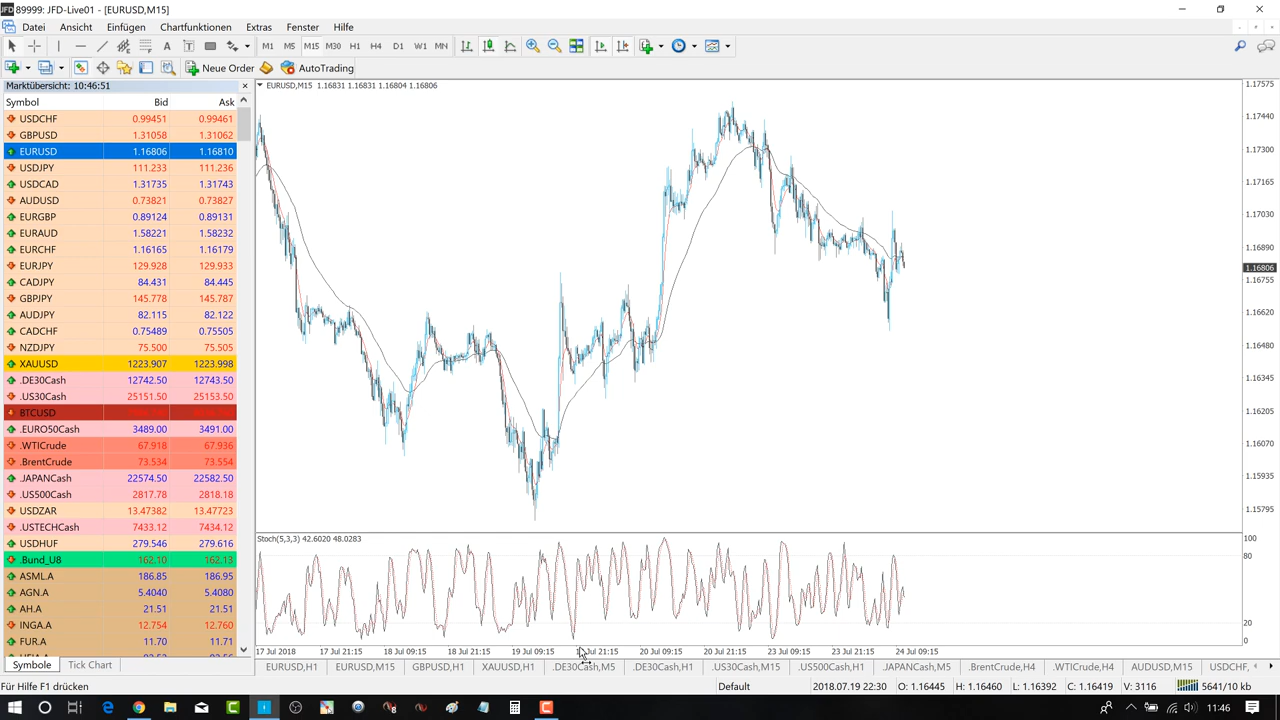 89999: JFD-Live01 - [EURUSD,M15]
Datei Ansicht Einfügen Chartfunktionen Extras Fenster Hilfe
M1 M5 M15 M30 H1 H4 D1 W1 MN
New Order AutoTrading
Marktübersicht: 10:46:51
Symbol Bid Ask
USDCHF 0.99451 0.99461
GBPUSD 1.31058 1.31062
EURUSD 1.16806 1.16810
USDJPY 111.233 111.236
USDCAD 1.31735 1.31743
AUDUSD 0.73821 0.73827
EURGBP 0.89124 0.89131
EURAUD 1.58221 1.58232
EURCHF 1.16165 1.16179
EURJPY 129.928 129.933
CADJPY 84.431 84.445
GBPJPY 145.778 145.787
AUDJPY 82.115 82.122
CADCHF 0.75489 0.75505
NZDJPY 75.500 75.505
XAUUSD 1223.907 1223.998
.DE30Cash 12742.50 12743.50
.US30Cash 25151.50 25153.50
BTCUSD
.EURO50Cash 3489.00 3491.00
.WTICrude 67.918 67.936
.BrentCrude 73.534 73.554
.JAPANCash 22574.50 22582.50
.US500Cash 2817.78 2818.18
USDZAR 13.47382 13.47723
.USTECHCash 7433.12 7434.12
USDHUF 279.546 279.616
.Bund_U8 162.10 162.13
ASML.A 186.85 186.95
AGN.A 5.4040 5.4080
AH.A 21.51 21.51
INGA.A 12.754 12.760
FUR.A 11.70 11.71
Symbole Tick Chart
EURUSD,M15 1.16831 1.16831 1.16804 1.16806
1.17575
1.17440
1.17300
1.17165
1.17030
1.16890
1.16806
1.16755
1.16620
1.16480
1.16345
1.16205
1.16070
1.15935
1.15795
Stoch(5,3,3) 42.6020 48.0283
100
80
20
0
17 Jul 2018 17 Jul 21:15 18 Jul 09:15 18 Jul 21:15 19 Jul 09:15 21:15 20 Jul 09:15 20 Jul 21:15 23 Jul 09:15 23 Jul 21:15 24 Jul 09:15
EURUSD,H1 EURUSD,M15 GBPUSD,H1 XAUUSD,H1 .DE30Cash,M5 .DE30Cash,H1 .US30Cash,M15 .US500Cash,H1 .JAPANCash,M5 .BrentCrude,H4 .WTICrude,H4 AUDUSD,M15 USDCHF,
Für Hilfe F1 drücken Default 2018.07.19 22:30 O: 1.16445 H: 1.16460 L: 1.16392 C: 1.16419 V: 3116 5641/10 kb
11:46